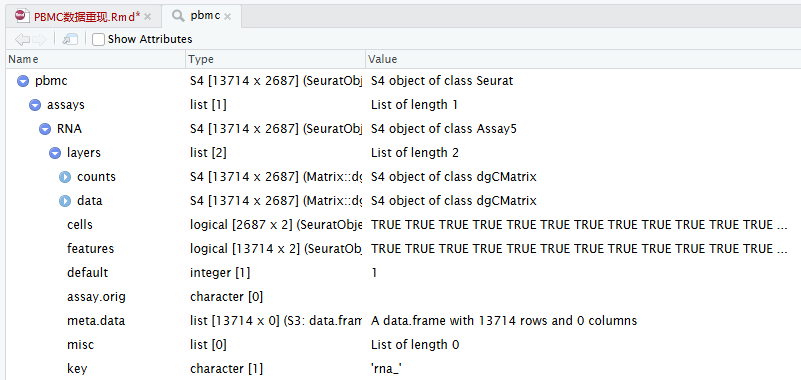 PBMC数据重现.Rmd* pbmc
Show Attributes
Name Type Value
pbmc S4 [13714 x 2687] (SeuratObj S4 object of class Seurat
assays list [1] List of length 1
RNA S4 [13714 x 2687] (SeuratObj S4 object of class Assay5
layers list [2] List of length 2
counts S4 [13714 x 2687] (Matrix::dg S4 object of class dgCMatrix
data S4 [13714 x 2687] (Matrix::dg S4 object of class dgCMatrix
cells logical [2687 x 2] (SeuratObje TRUE TRUE TRUE TRUE TRUE TRUE TRUE TRUE TRUE TRUE TRUE TRUE ...
features logical [13714 x 2] (SeuratOb TRUE TRUE TRUE TRUE TRUE TRUE TRUE TRUE TRUE TRUE TRUE TRUE ...
default integer [1] 1
assay.orig character [0]
meta.data list [13714 x 0] (S3: data.fram A data.frame with 13714 rows and 0 columns
misc list [0] List of length 0
key character [1] 'rna_'